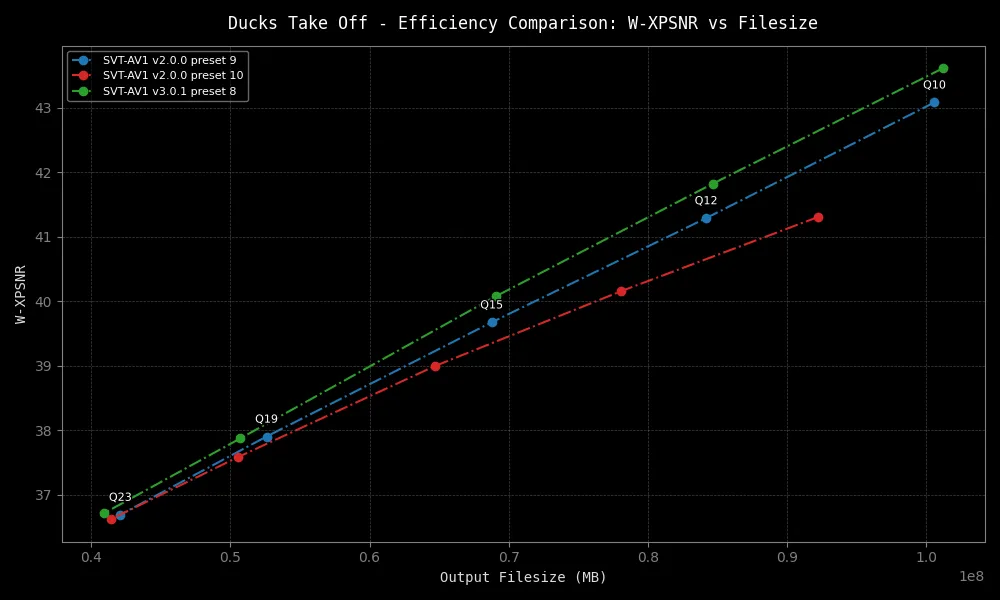 Ducks Take Off - Efficiency Comparison: W-XPSNR vs Filesize
SVT-AV1 v2.0.0 preset 9
SVT-AV1 v2.0.0 preset 10
SVT-AV1 v3.0.1 preset 8
Q10
Q12
Q15
Q19
Q23
43
42
41
40
39
38
37
W-XPSNR
0.4 0.5 0.6 0.7 0.8 0.9 1.0
1e8
Output Filesize (MB)